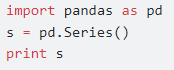 import pandas as pd
s = pd.Series()
print s